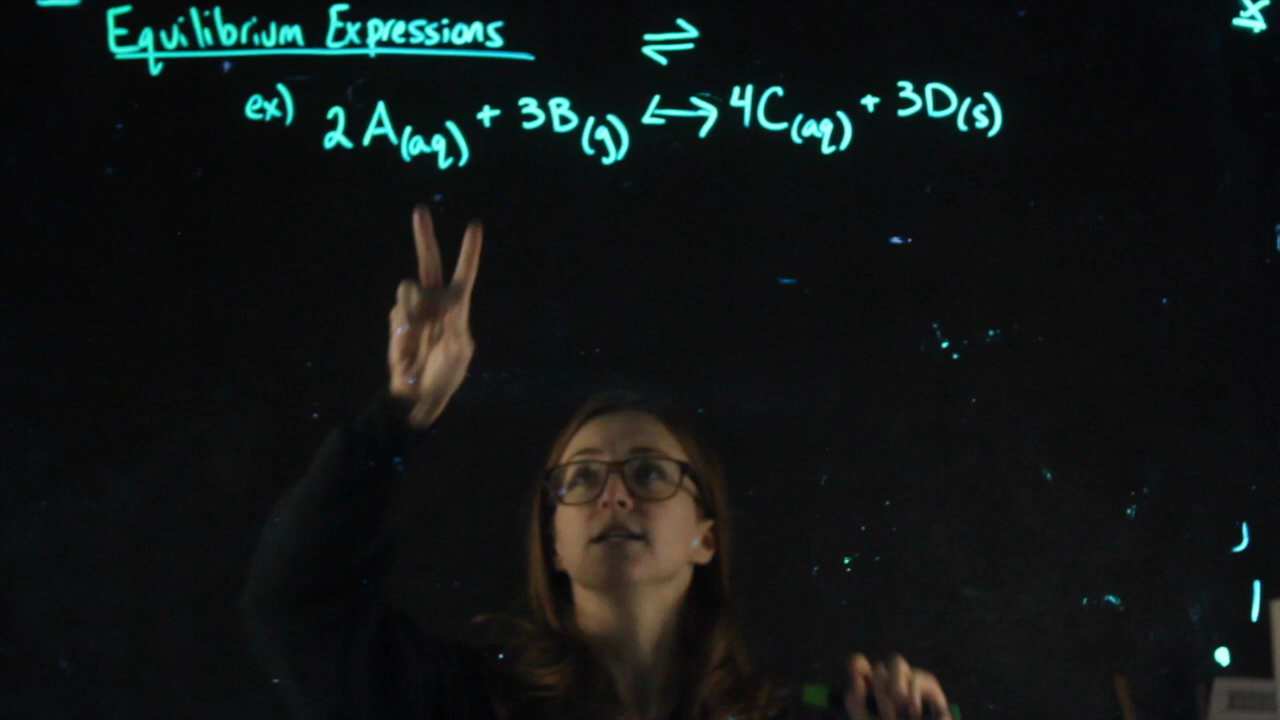 Equilibrium Expressions ⇌
ex) 2A(aq) + 3B(g) ↔ 4C(aq) + 3D(s)